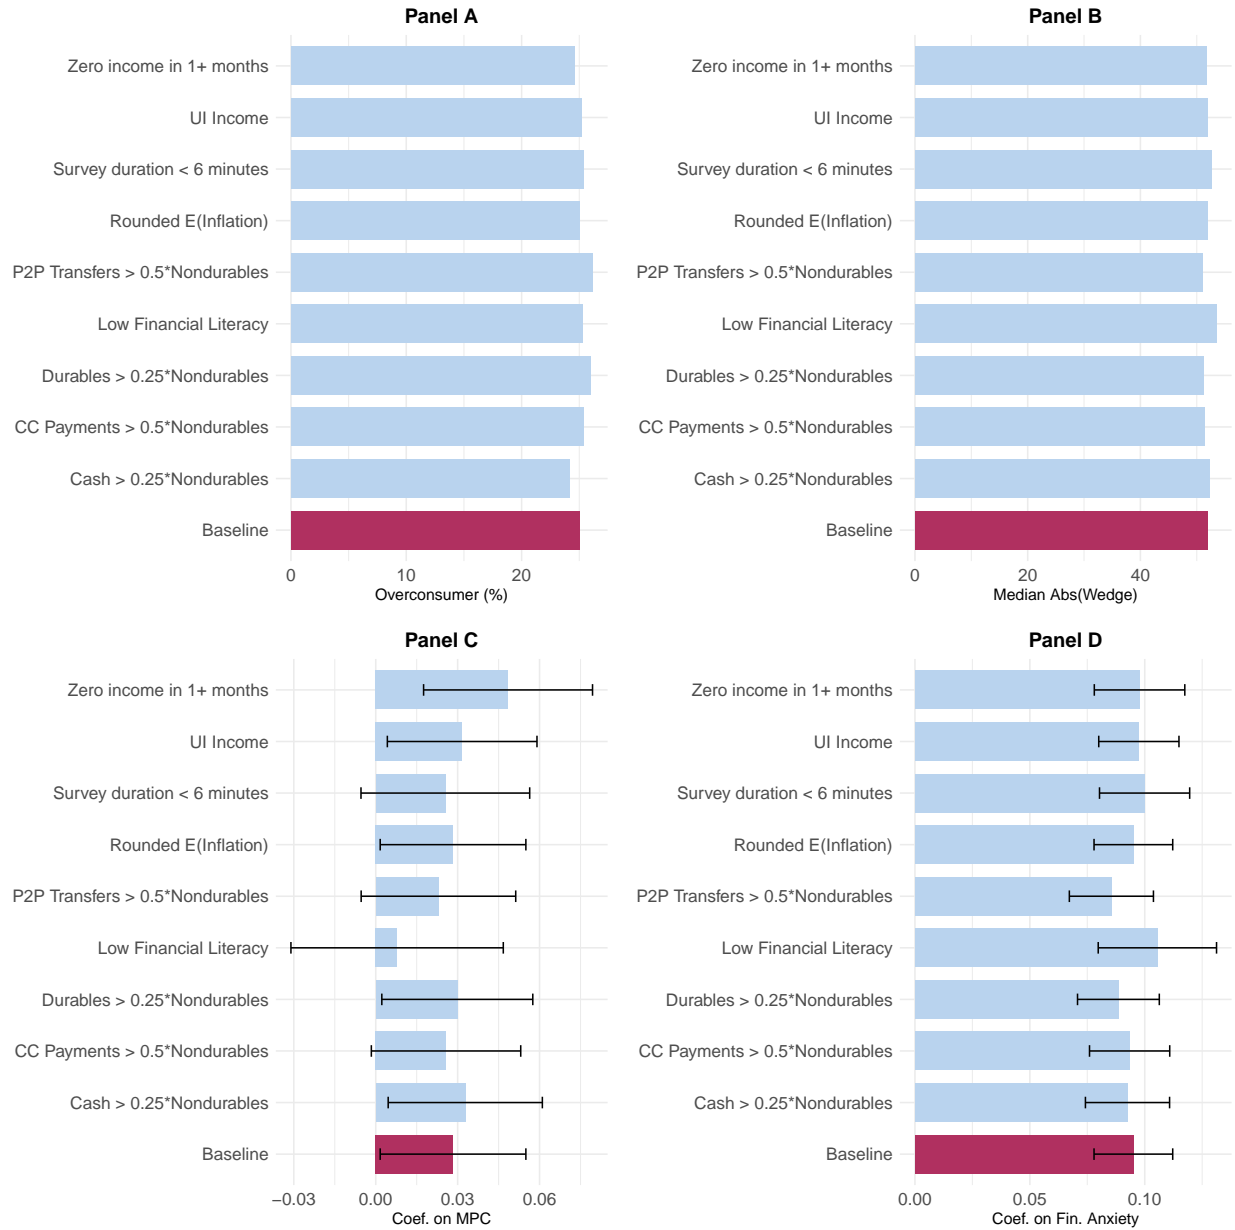 Panel A
Zero income in 1+ months
UI Income
Survey duration < 6 minutes
Rounded E(Inflation)
P2P Transfers > 0.5*Nondurables
Low Financial Literacy
Durables > 0.25*Nondurables
CC Payments > 0.5*Nondurables
Cash > 0.25*Nondurables
Baseline
0 10 20
Overconsumer (%)
Panel B
Zero income in 1+ months
UI Income
Survey duration < 6 minutes
Rounded E(Inflation)
P2P Transfers > 0.5*Nondurables
Low Financial Literacy
Durables > 0.25*Nondurables
CC Payments > 0.5*Nondurables
Cash > 0.25*Nondurables
Baseline
0 20 40
Median Abs(Wedge)
Panel C
Zero income in 1+ months
UI Income
Survey duration < 6 minutes
Rounded E(Inflation)
P2P Transfers > 0.5*Nondurables
Low Financial Literacy
Durables > 0.25*Nondurables
CC Payments > 0.5*Nondurables
Cash > 0.25*Nondurables
Baseline
−0.03 0.00 0.03 0.06
Coef. on MPC
Panel D
Zero income in 1+ months
UI Income
Survey duration < 6 minutes
Rounded E(Inflation)
P2P Transfers > 0.5*Nondurables
Low Financial Literacy
Durables > 0.25*Nondurables
CC Payments > 0.5*Nondurables
Cash > 0.25*Nondurables
Baseline
0.00 0.05 0.10
Coef. on Fin. Anxiety